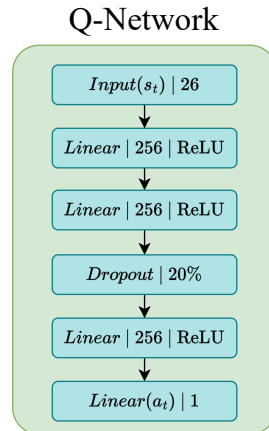 Q-Network
Input(s_t) | 26
Linear | 256 | ReLU
Linear | 256 | ReLU
Dropout | 20%
Linear | 256 | ReLU
Linear(a_t) | 1